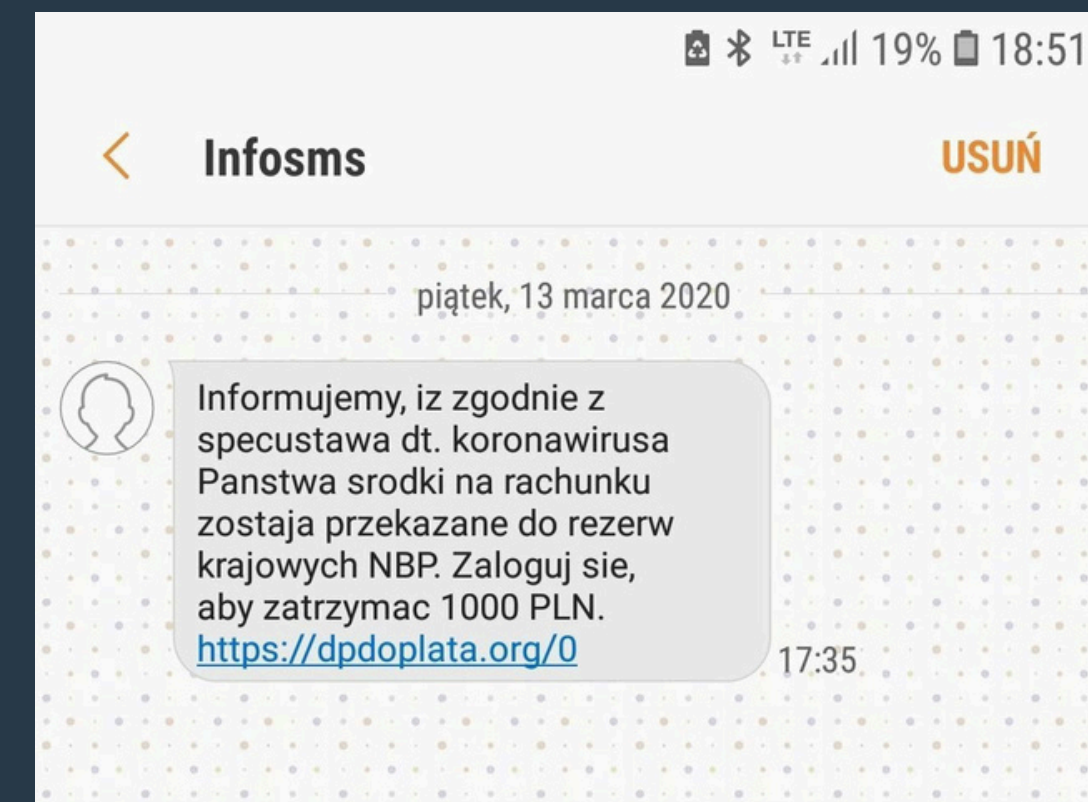 LTE 19% 18:51
Infosms USUŃ
piątek, 13 marca 2020
Informujemy, iz zgodnie z
specustawa dt. koronawirusa
Panstwa srodki na rachunku
zostaja przekazane do rezerw
krajowych NBP. Zaloguj sie,
aby zatrzymac 1000 PLN.
https://dpdoplata.org/0
17:35